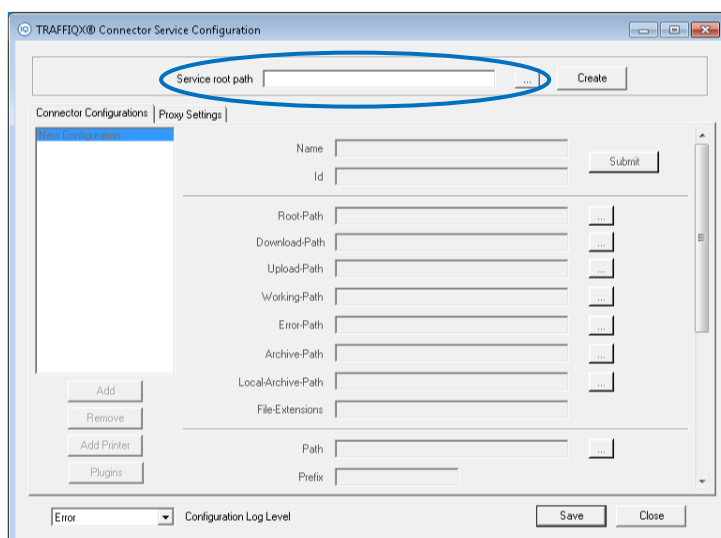 TRAFFIQX® Connector Service Configuration
Service root path ... Create
Connector Configurations Proxy Settings
New Configuration
Name
Submit
Id
Root-Path ...
Download-Path ...
Upload-Path ...
Working-Path ...
Error-Path ...
Archive-Path ...
Local-Archive-Path ...
File-Extensions
Path ...
Prefix
Add
Remove
Add Printer
Plugins
Error Configuration Log Level Save Close